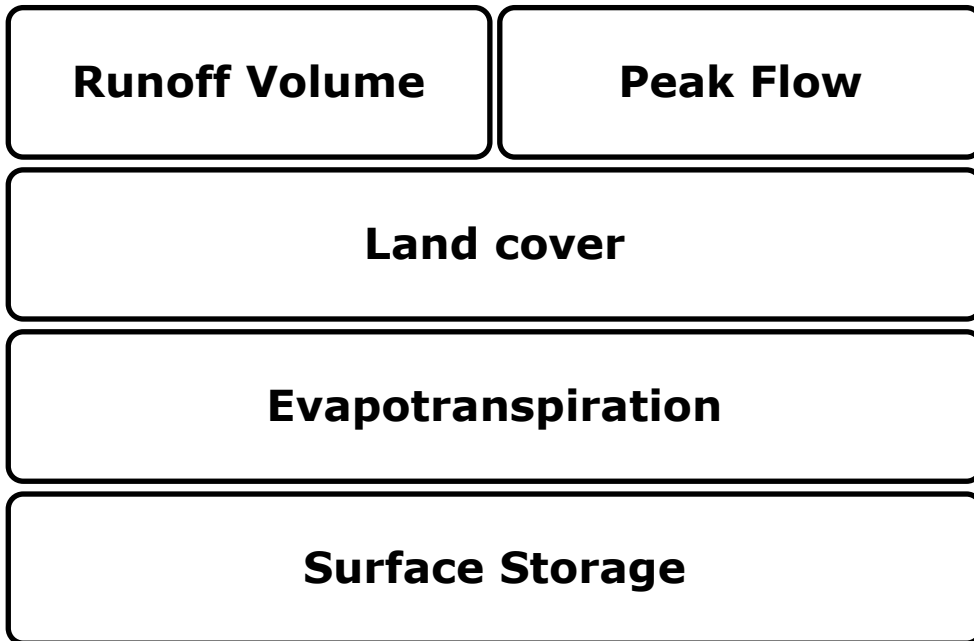 Runoff Volume
Peak Flow
Land cover
Evapotranspiration
Surface Storage